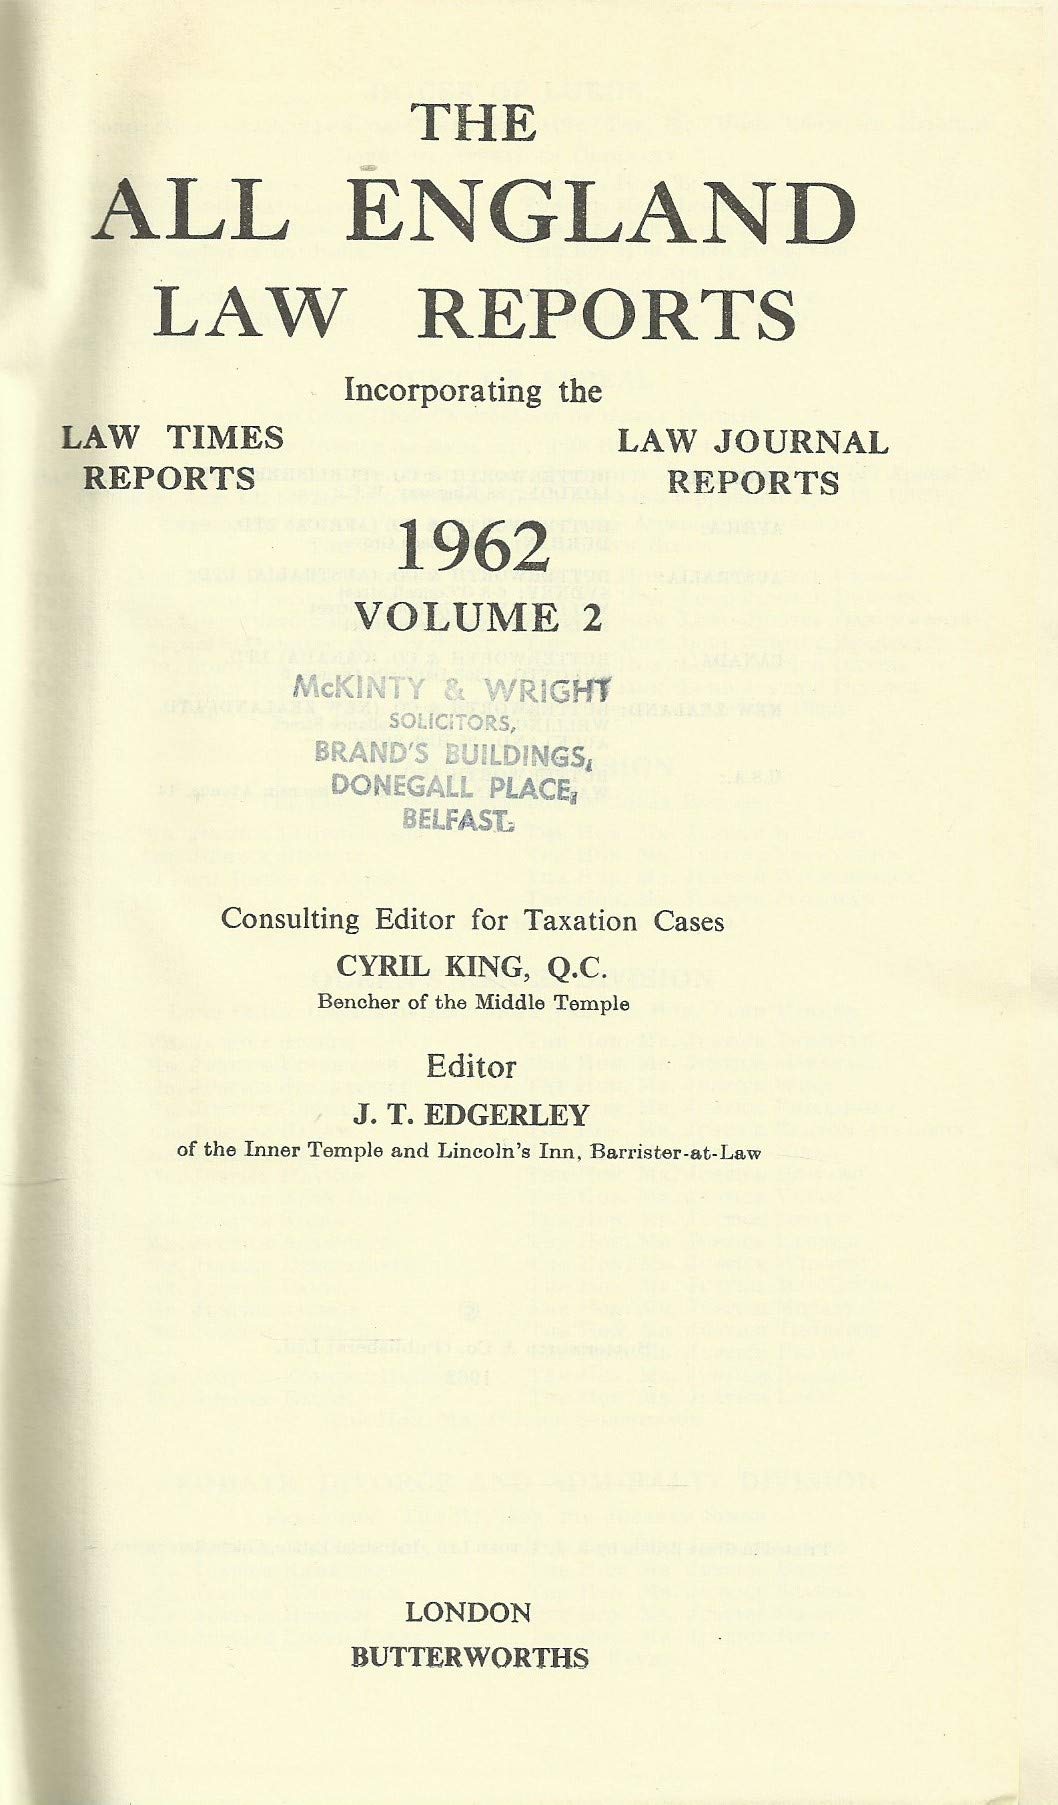 THE
ALL ENGLAND
LAW REPORTS
Incorporating the
LAW TIMES
REPORTS
LAW JOURNAL
REPORTS
1962
VOLUME 2
McKINTY & WRIGHT
SOLICITORS,
BRAND'S BUILDINGS,
DONEGALL PLACE,
BELFAST.
Consulting Editor for Taxation Cases
CYRIL KING, Q.C.
Bencher of the Middle Temple
Editor
J. T. EDGERLEY
of the Inner Temple and Lincoln's Inn, Barrister-at-Law
LONDON
BUTTERWORTHS